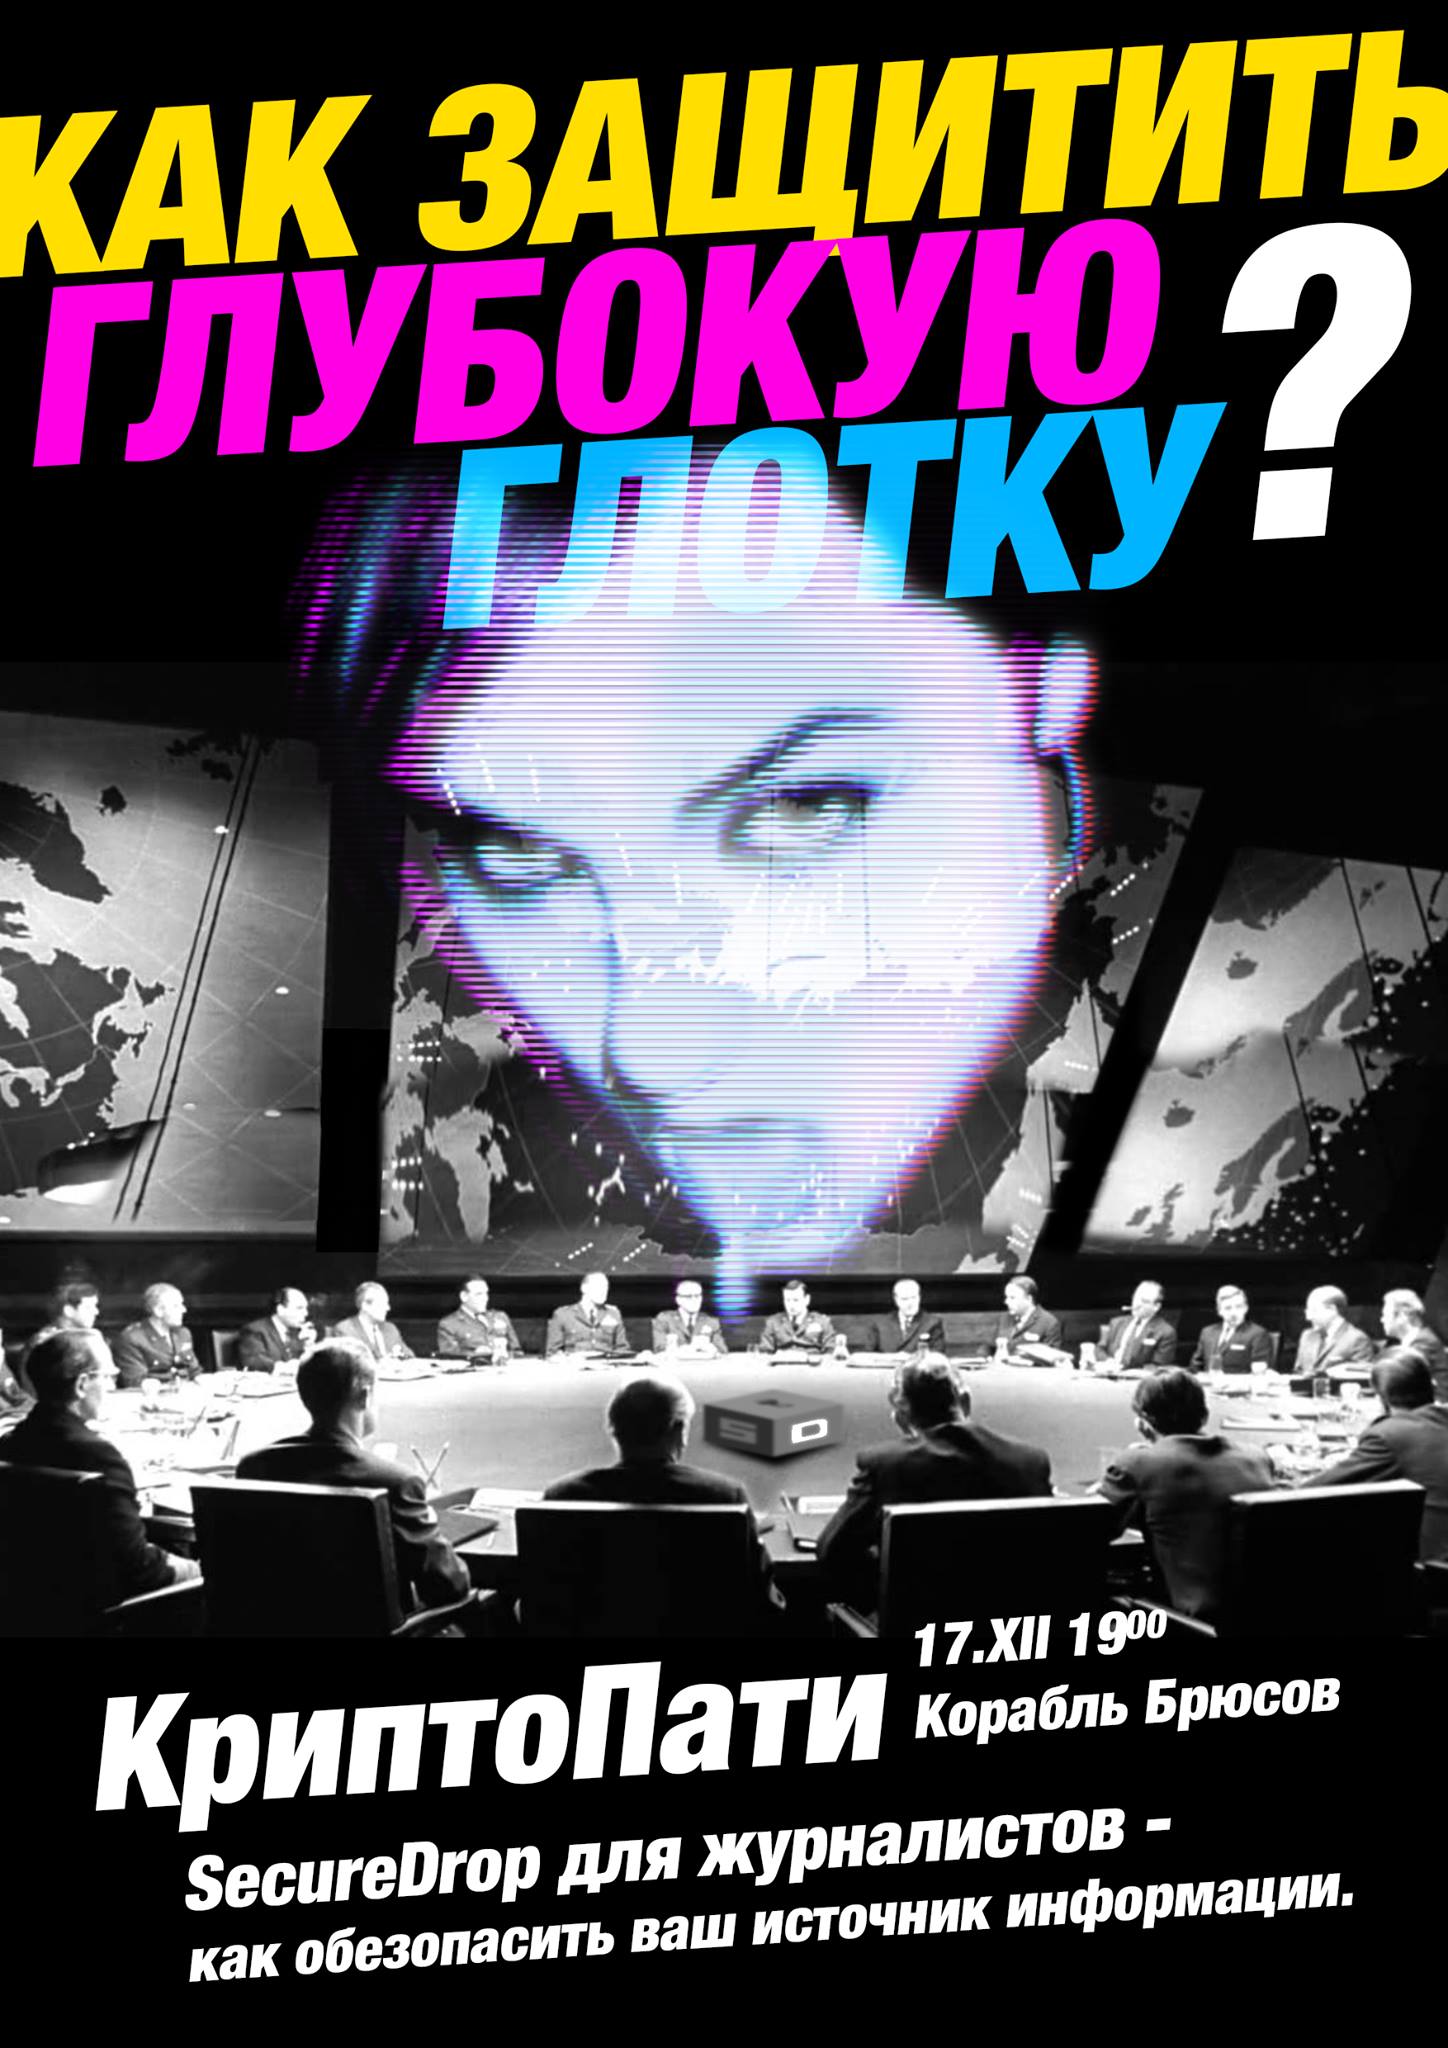 КАК ЗАЩИТИТЬ
ГЛУБОКУЮ
ГЛОТКУ?
S D
17.XII 19⁰⁰
КриптоПати
Корабль Брюсов
SecureDrop для журналистов -
как обезопасить ваш источник информации.